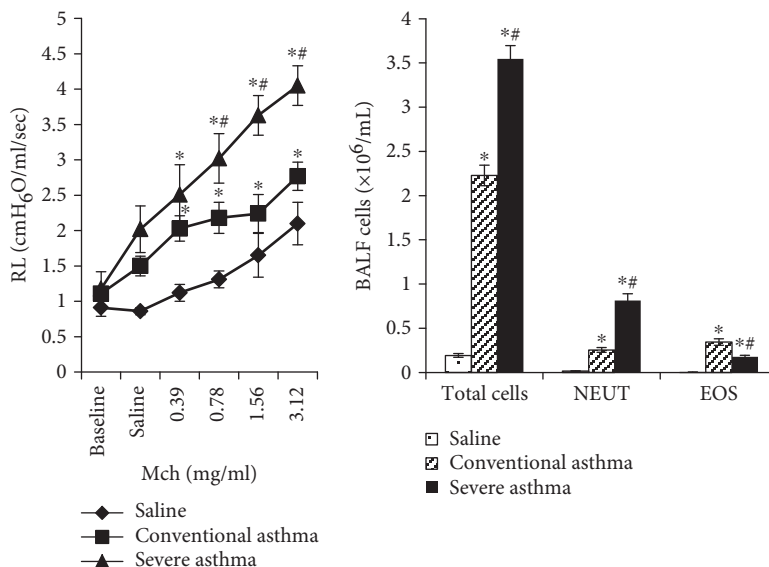 5
4.5
4
3.5
3
2.5
2
1.5
1
0.5
0
RL (cmH6O/ml/sec)
*
*#
*#
*#
*
*
*
*
Baseline
Saline
0.39
0.78
1.56
3.12
Mch (mg/ml)
Saline
Conventional asthma
Severe asthma
4
3.5
3
2.5
2
1.5
1
0.5
0
BALF cells (×10⁶/mL)
*
*#
*
*#
*
*#
Total cells
NEUT
EOS
Saline
Conventional asthma
Severe asthma